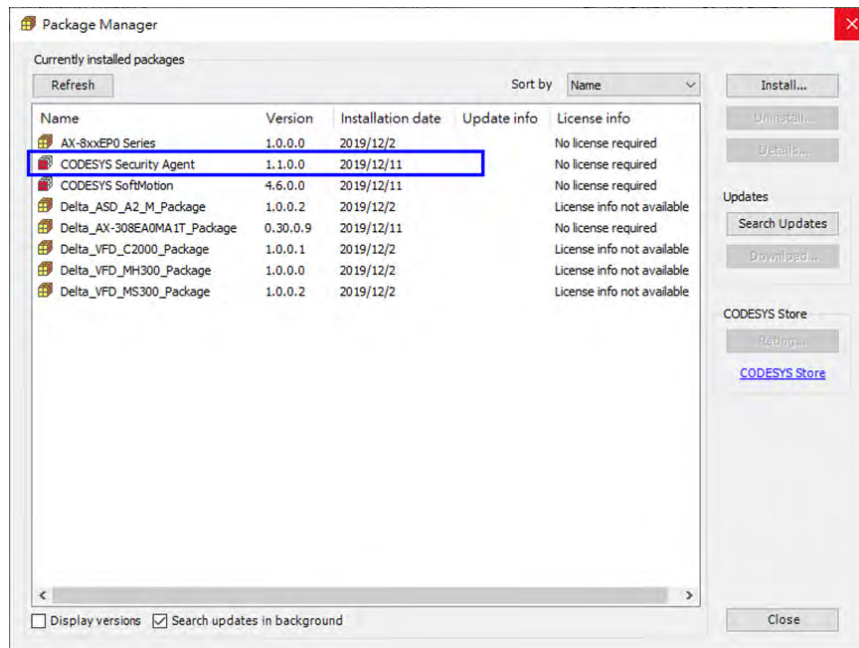 Package Manager
Currently installed packages
Refresh Sort by Name Install...
Name Version Installation date Update info License info Uninstall...
AX-8xxEP0 Series 1.0.0.0 2019/12/2 No license required
CODESYS Security Agent 1.1.0.0 2019/12/11 No license required Details...
CODESYS SoftMotion 4.6.0.0 2019/12/11 No license required
Delta_ASD_A2_M_Package 1.0.0.2 2019/12/2 License info not available Updates
Delta_AX-308EA0MA1T_Package 0.30.0.9 2019/12/11 No license required Search Updates
Delta_VFD_C2000_Package 1.0.0.1 2019/12/2 License info not available Download...
Delta_VFD_MH300_Package 1.0.0.0 2019/12/2 License info not available
Delta_VFD_MS300_Package 1.0.0.2 2019/12/2 License info not available
CODESYS Store
Rating...
CODESYS Store
Display versions Search updates in background Close